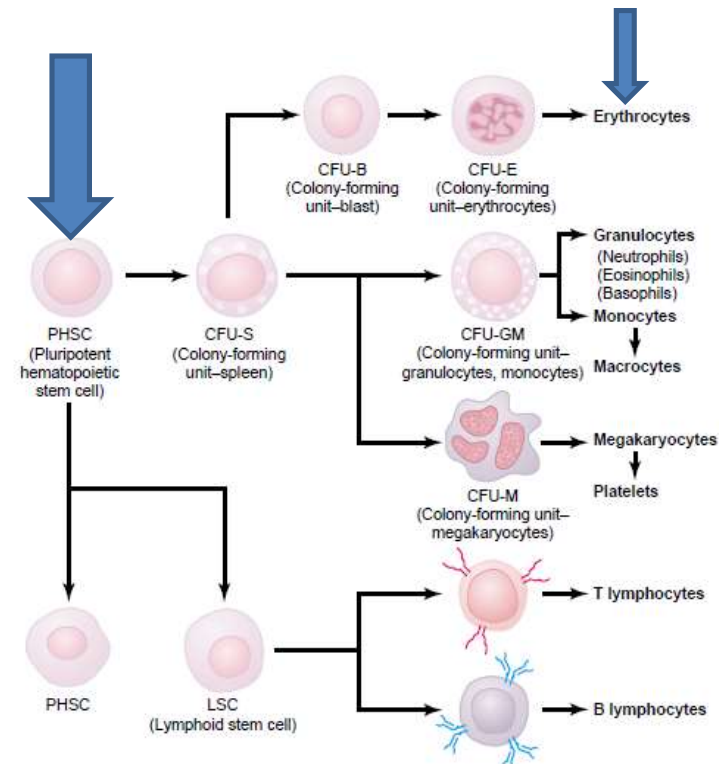 Erythrocytes
CFU-B
(Colony-forming
unit–blast)
CFU-E
(Colony-forming
unit–erythrocytes)
Granulocytes
(Neutrophils)
(Eosinophils)
(Basophils)
Monocytes
Macrocytes
PHSC
(Pluripotent
hematopoietic
stem cell)
CFU-S
(Colony-forming
unit–spleen)
CFU-GM
(Colony-forming unit–
granulocytes, monocytes)
Megakaryocytes
Platelets
CFU-M
(Colony-forming unit–
megakaryocytes)
T lymphocytes
PHSC
LSC
(Lymphoid stem cell)
B lymphocytes